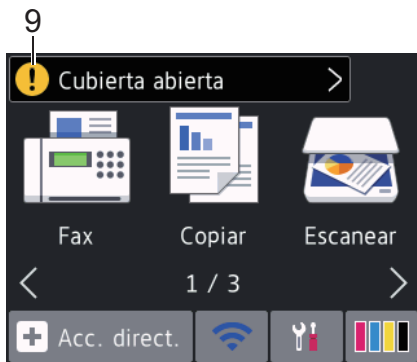 9
Cubierta abierta
Fax Copiar Escanear
1 / 3
Acc. direct.